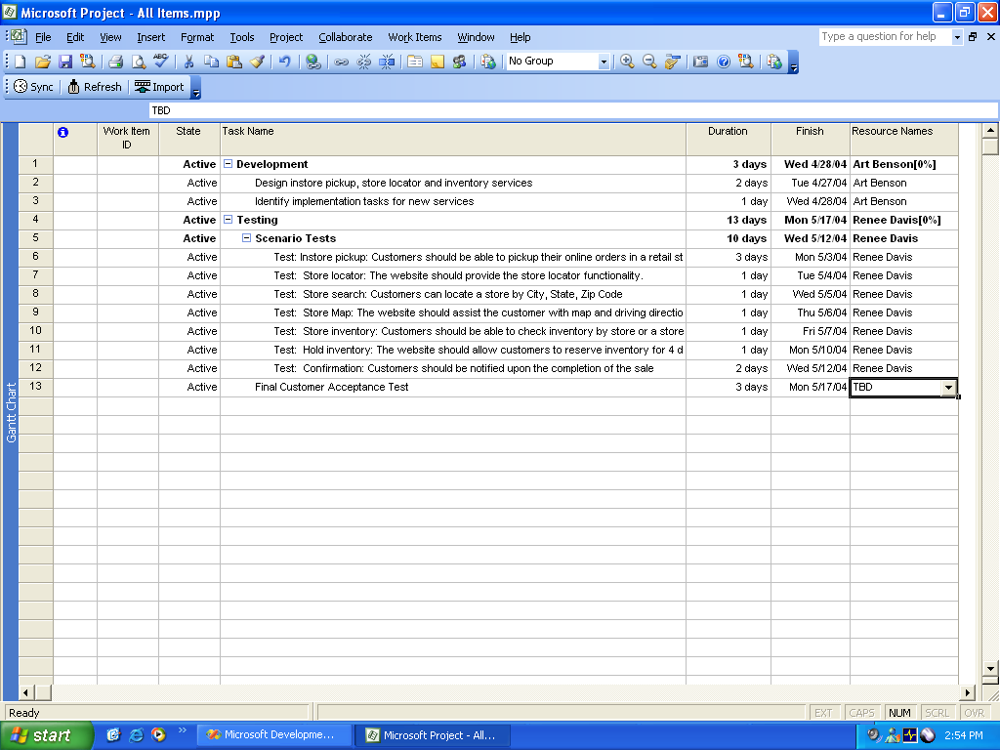 Microsoft Project - All Items.mpp
File Edit View Insert Format Tools Project Collaborate Work Items Window Help Type a question for help
No Group
Sync Refresh Import
TBD
Work Item ID State Task Name Duration Finish Resource Names
1 Active Development 3 days Wed 4/28/04 Art Benson[0%]
2 Active Design instore pickup, store locator and inventory services 2 days Tue 4/27/04 Art Benson
3 Active Identify implementation tasks for new services 1 day Wed 4/28/04 Art Benson
4 Active Testing 13 days Mon 5/17/04 Renee Davis[0%]
5 Active Scenario Tests 10 days Wed 5/12/04 Renee Davis
6 Active Test: Instore pickup: Customers should be able to pickup their online orders in a retail st 3 days Mon 5/3/04 Renee Davis
7 Active Test: Store locator: The website should provide the store locator functionality. 1 day Tue 5/4/04 Renee Davis
8 Active Test: Store search: Customers can locate a store by City, State, Zip Code 1 day Wed 5/5/04 Renee Davis
9 Active Test: Store Map: The website should assist the customer with map and driving directio 1 day Thu 5/6/04 Renee Davis
10 Active Test: Store inventory: Customers should be able to check inventory by store or a store 1 day Fri 5/7/04 Renee Davis
11 Active Test: Hold inventory: The website should allow customers to reserve inventory for 4 d 1 day Mon 5/10/04 Renee Davis
12 Active Test: Confirmation: Customers should be notified upon the completion of the sale 2 days Wed 5/12/04 Renee Davis
13 Active Final Customer Acceptance Test 3 days Mon 5/17/04 TBD
Gantt Chart
Ready EXT CAPS NUM SCRL OVR
start Microsoft Developme... Microsoft Project - All... 2:54 PM